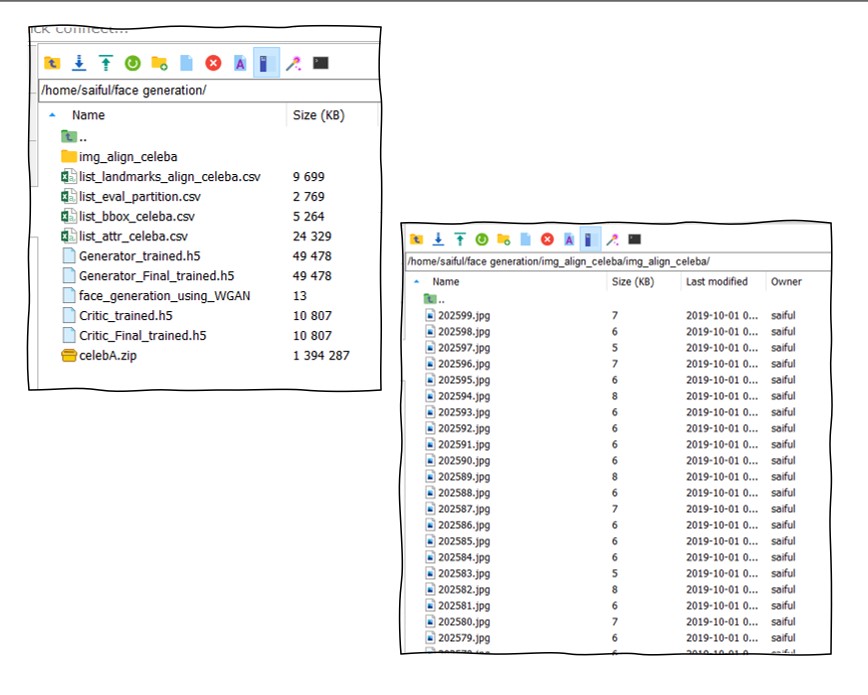 ick connect...
/home/saiful/face generation/
Name Size (KB)
..
img_align_celeba
list_landmarks_align_celeba.csv 9 699
list_eval_partition.csv 2 769
list_bbox_celeba.csv 5 264
list_attr_celeba.csv 24 329
Generator_trained.h5 49 478
Generator_Final_trained.h5 49 478
face_generation_using_WGAN 13
Critic_trained.h5 10 807
Critic_Final_trained.h5 10 807
celebA.zip 1 394 287
/home/saiful/face generation/img_align_celeba/img_align_celeba/
Name Size (KB) Last modified Owner
..
202599.jpg 7 2019-10-01 0... saiful
202598.jpg 6 2019-10-01 0... saiful
202597.jpg 5 2019-10-01 0... saiful
202596.jpg 7 2019-10-01 0... saiful
202595.jpg 6 2019-10-01 0... saiful
202594.jpg 8 2019-10-01 0... saiful
202593.jpg 6 2019-10-01 0... saiful
202592.jpg 6 2019-10-01 0... saiful
202591.jpg 6 2019-10-01 0... saiful
202590.jpg 6 2019-10-01 0... saiful
202589.jpg 8 2019-10-01 0... saiful
202588.jpg 6 2019-10-01 0... saiful
202587.jpg 7 2019-10-01 0... saiful
202586.jpg 6 2019-10-01 0... saiful
202585.jpg 6 2019-10-01 0... saiful
202584.jpg 6 2019-10-01 0... saiful
202583.jpg 5 2019-10-01 0... saiful
202582.jpg 8 2019-10-01 0... saiful
202581.jpg 6 2019-10-01 0... saiful
202580.jpg 7 2019-10-01 0... saiful
202579.jpg 6 2019-10-01 0... saiful